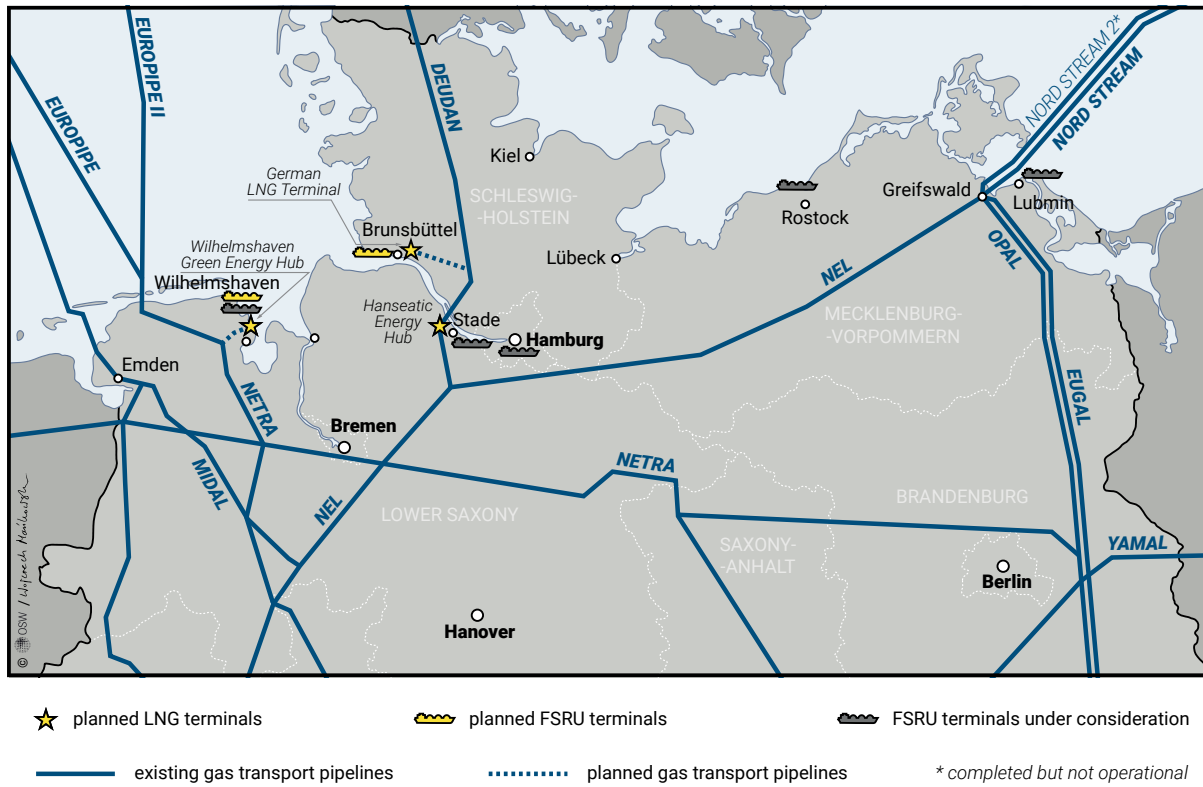 EUROPIPE II
EUROPIPE
DEUDAN
NORD STREAM 2*
NORD STREAM
Kiel
German
LNG Terminal
SCHLESWIG-
-HOLSTEIN
Greifswald
Lubmin
Rostock
Brunsbüttel
Wilhelmshaven
Green Energy Hub
Wilhelmshaven
Lübeck
NEL
OPAL
Hanseatic
Energy
Hub
Stade
Hamburg
MECKLENBURG-
-VORPOMMERN
Emden
NETRA
EUGAL
Bremen
MIDAL
NEL
NETRA
LOWER SAXONY
BRANDENBURG
SAXONY-
-ANHALT
YAMAL
Berlin
Hanover
© OSW / Wojciech Mańkowski
planned LNG terminals
planned FSRU terminals
FSRU terminals under consideration
existing gas transport pipelines
planned gas transport pipelines
* completed but not operational